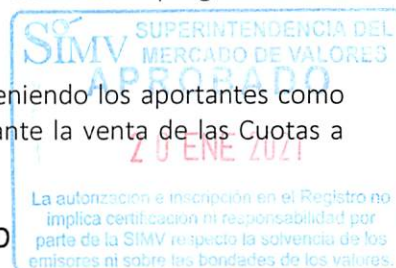 SIMV SUPERINTENDENCIA DEL
MERCADO DE VALORES
APROBADO
eniendo los aportantes como
ante la venta de las Cuotas a
20 ENE 2021
La autorización e inscripción en el Registro no
implica certificación ni responsabilidad por
parte de la SIMV respecto la solvencia de los
emisores ni sobre las bondades de los valores.